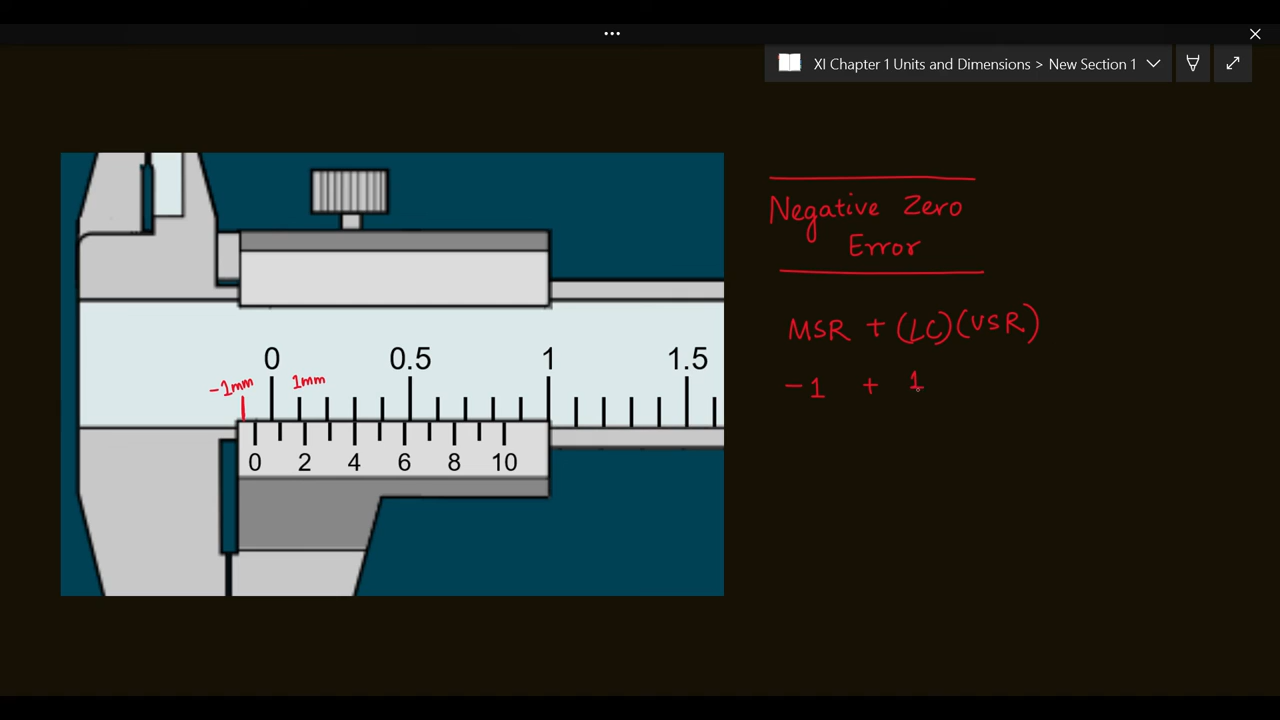 XI Chapter 1 Units and Dimensions > New Section 1
Negative Zero
Error
MSR + (LC)(VSR)
-1 + 1
0 0.5 1 1.5
-1mm 1mm
0 2 4 6 8 10